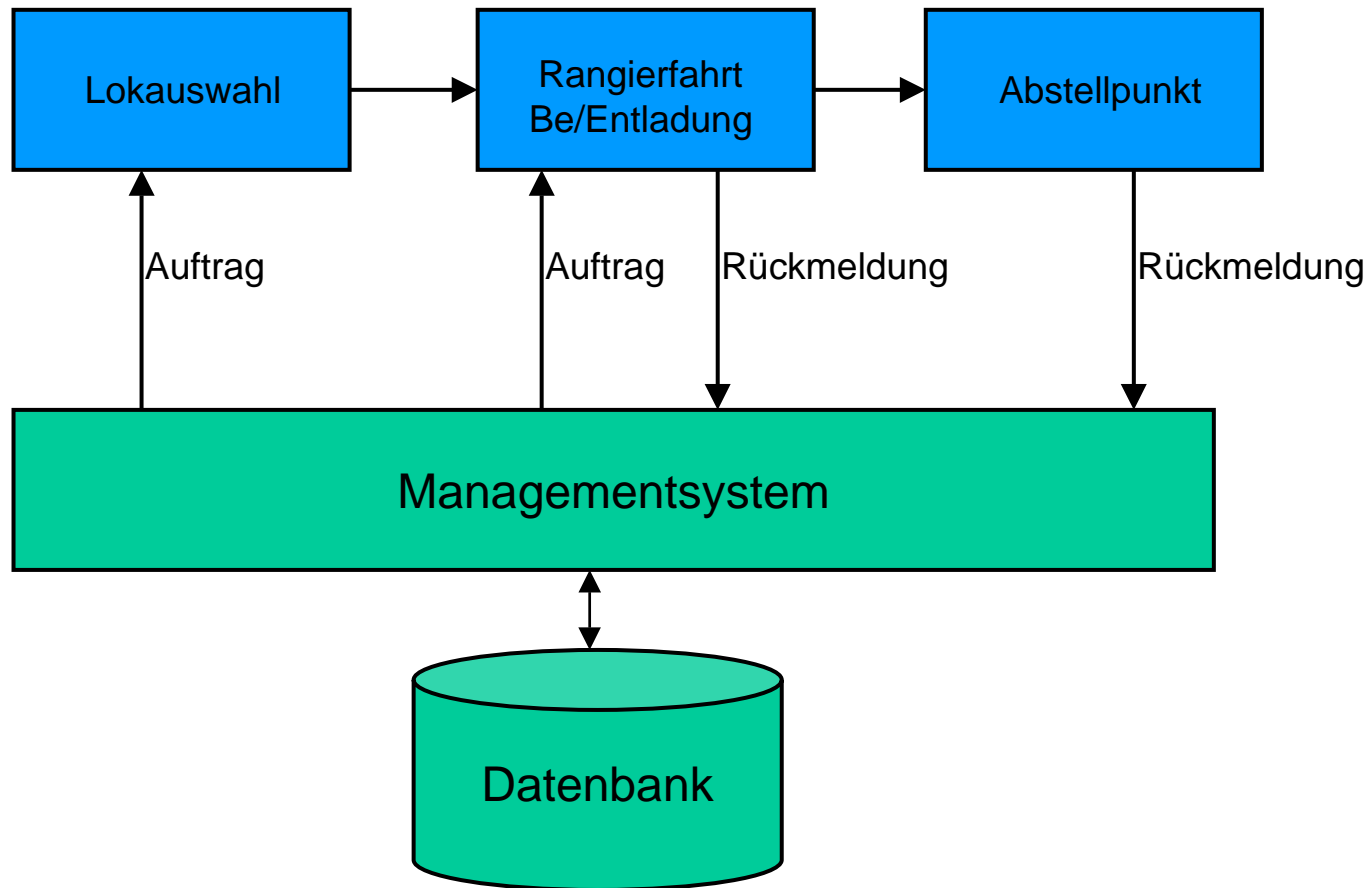 Lokauswahl
Rangierfahrt
Be/Entladung
Abstellpunkt
Auftrag
Auftrag
Rückmeldung
Rückmeldung
Managementsystem
Datenbank